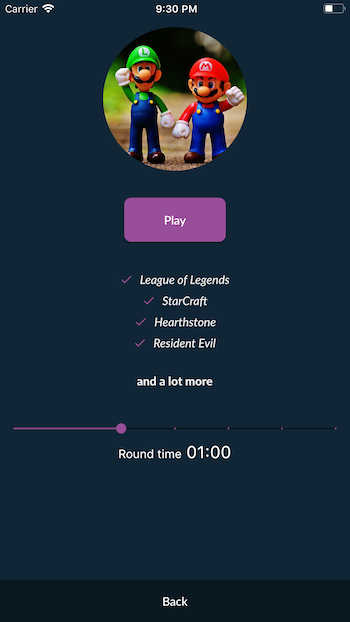 Carrier 9:30 PM
L
M
Play
League of Legends
StarCraft
Hearthstone
Resident Evil
and a lot more
Round time 01:00
Back